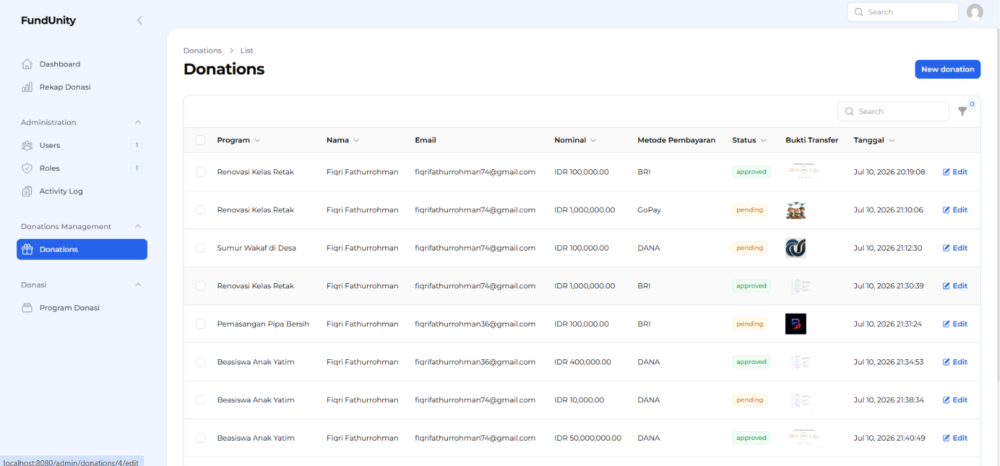 FundUnity
Search
Dashboard
Rekap Donasi
Administration
Users 1
Roles 1
Activity Log
Donations Management
Donations
Donasi
Program Donasi
Donations > List
Donations
New donation
Search 0
Program Nama Email Nominal Metode Pembayaran Status Bukti Transfer Tanggal
Renovasi Kelas Retak Fiqri Fathurrohman fiqrifathurrohman74@gmail.com IDR 100,000.00 BRI approved Jul 10, 2026 20:19:08 Edit
Renovasi Kelas Retak Fiqri Fathurrohman fiqrifathurrohman74@gmail.com IDR 1,000,000.00 GoPay pending Jul 10, 2026 21:10:06 Edit
Sumur Wakaf di Desa Fiqri Fathurrohman fiqrifathurrohman74@gmail.com IDR 100,000.00 DANA pending Jul 10, 2026 21:12:30 Edit
Renovasi Kelas Retak Fiqri Fathurrohman fiqrifathurrohman74@gmail.com IDR 1,000,000.00 BRI approved Jul 10, 2026 21:30:39 Edit
Pemasangan Pipa Bersih Fiqri Fathurrohman fiqrifathurrohman36@gmail.com IDR 100,000.00 BRI pending Jul 10, 2026 21:31:24 Edit
Beasiswa Anak Yatim Fiqri Fathurrohman fiqrifathurrohman36@gmail.com IDR 400,000.00 DANA approved Jul 10, 2026 21:34:53 Edit
Beasiswa Anak Yatim Fiqri Fathurrohman fiqrifathurrohman74@gmail.com IDR 10,000.00 DANA pending Jul 10, 2026 21:38:34 Edit
Beasiswa Anak Yatim Fiqri Fathurrohman fiqrifathurrohman74@gmail.com IDR 50,000,000.00 DANA approved Jul 10, 2026 21:40:49 Edit
localhost:8080/admin/donations/4/edit